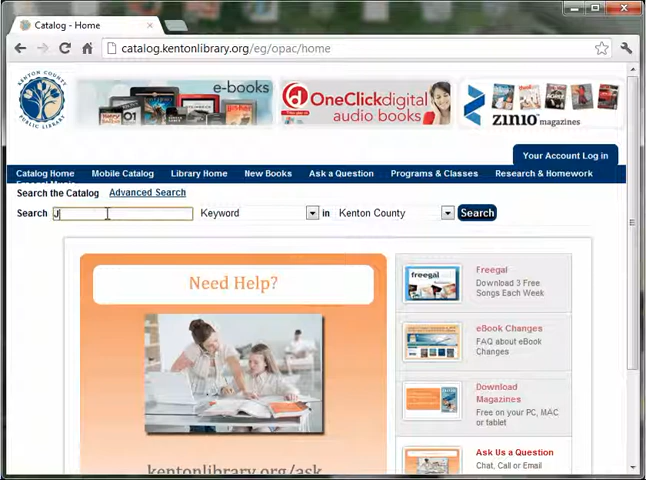 Catalog - Home
catalog.kentonlibrary.org/eg/opac/home
KENTON COUNTY
PUBLIC LIBRARY
e-books
OneClickdigital
audio books
zinio magazines
Your Account Log in
Catalog Home Mobile Catalog Library Home New Books Ask a Question Programs & Classes Research & Homework
Freegal Music
Search the Catalog Advanced Search
Search J Keyword in Kenton County Search
Need Help?
kentonlibrary.org/ask
freegal
Freegal
Download 3 Free
Songs Each Week
eBook Changes
FAQ about eBook
Changes
Download
Magazines
Free on your PC, MAC
or tablet
Ask Us a Question
Chat, Call or Email